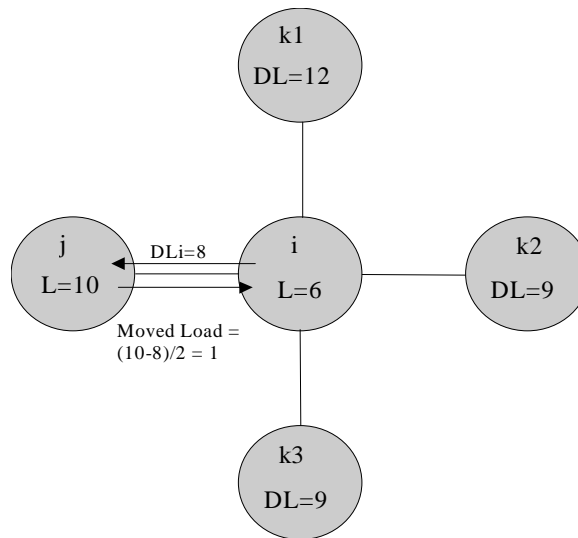 k1
DL=12
j
L=10
DLi=8
i
L=6
k2
DL=9
Moved Load =
(10-8)/2 = 1
k3
DL=9